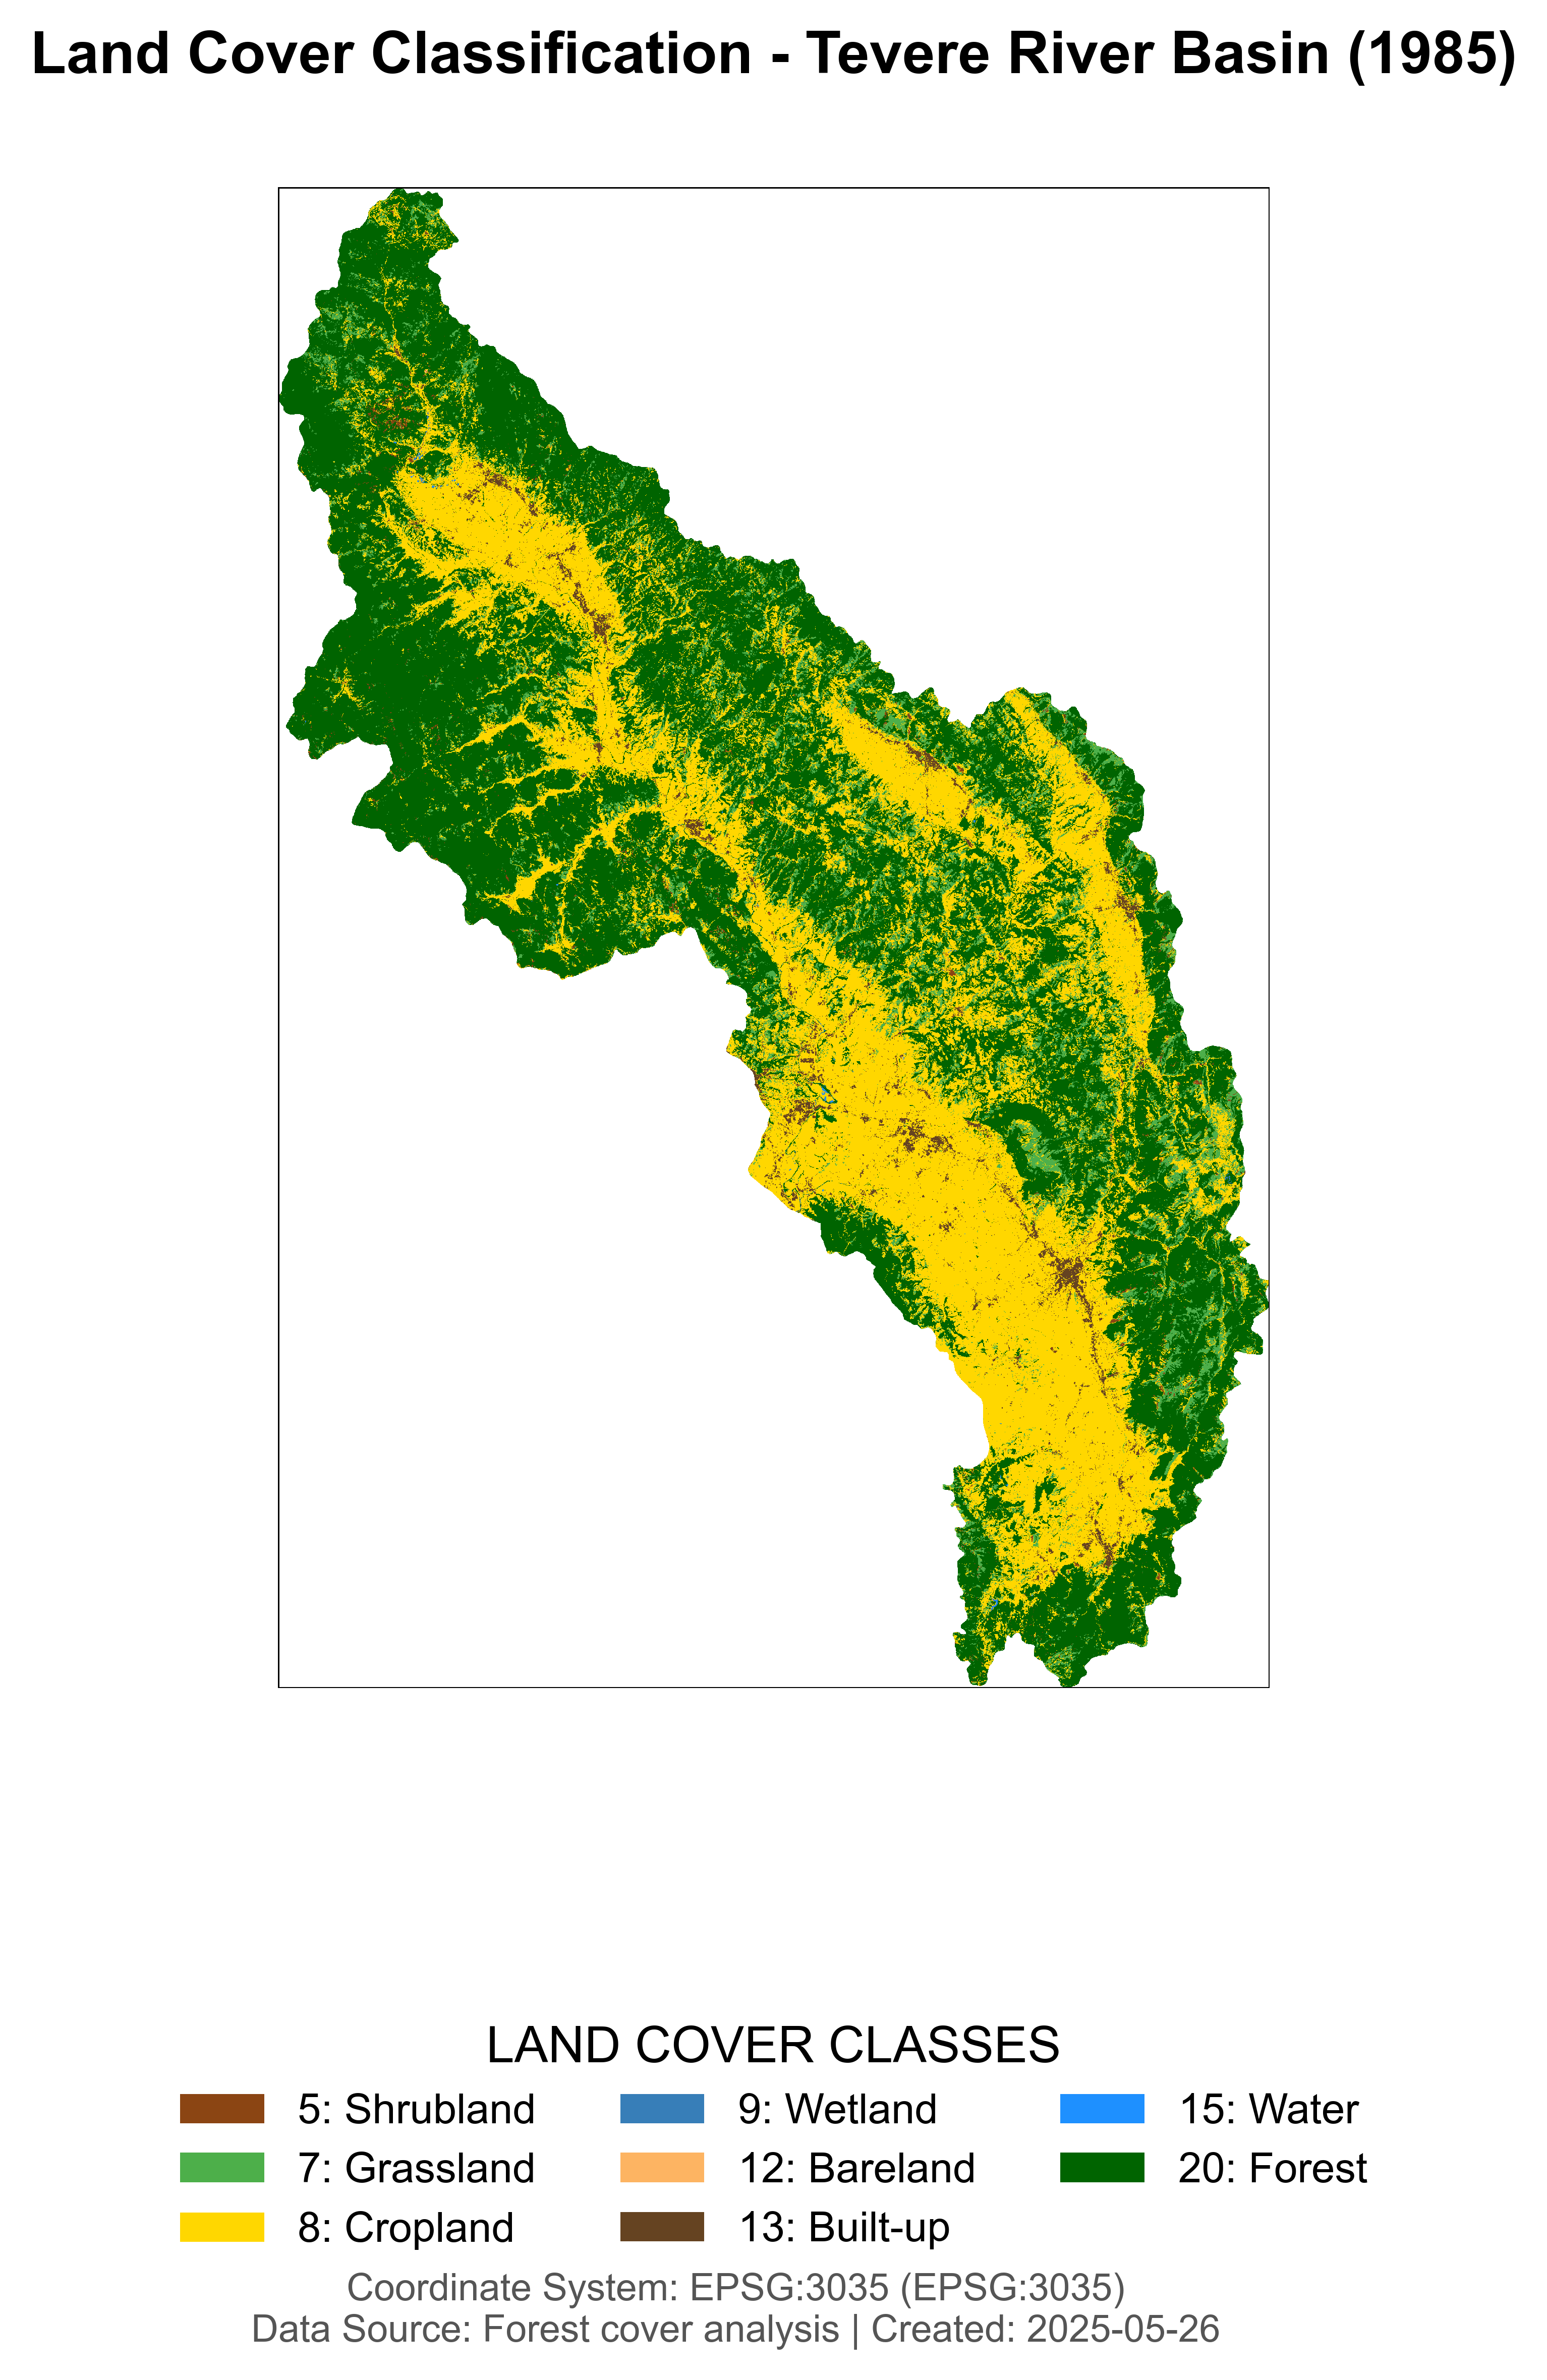 Land Cover Classification - Tevere River Basin (1985)
LAND COVER CLASSES
5: Shrubland
7: Grassland
8: Cropland
9: Wetland
12: Bareland
13: Built-up
15: Water
20: Forest
Coordinate System: EPSG:3035 (EPSG:3035)
Data Source: Forest cover analysis | Created: 2025-05-26